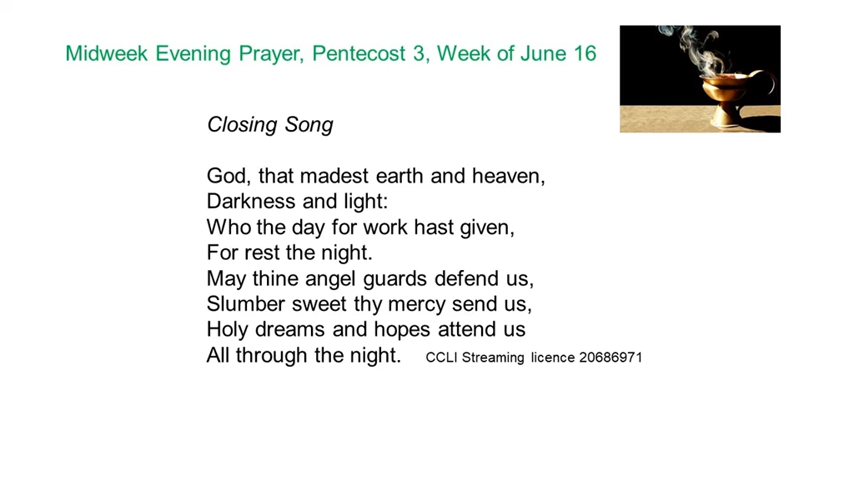 Midweek Evening Prayer, Pentecost 3, Week of June 16
Closing Song
God, that madest earth and heaven,
Darkness and light:
Who the day for work hast given,
For rest the night.
May thine angel guards defend us,
Slumber sweet thy mercy send us,
Holy dreams and hopes attend us
All through the night. CCLI Streaming licence 20686971